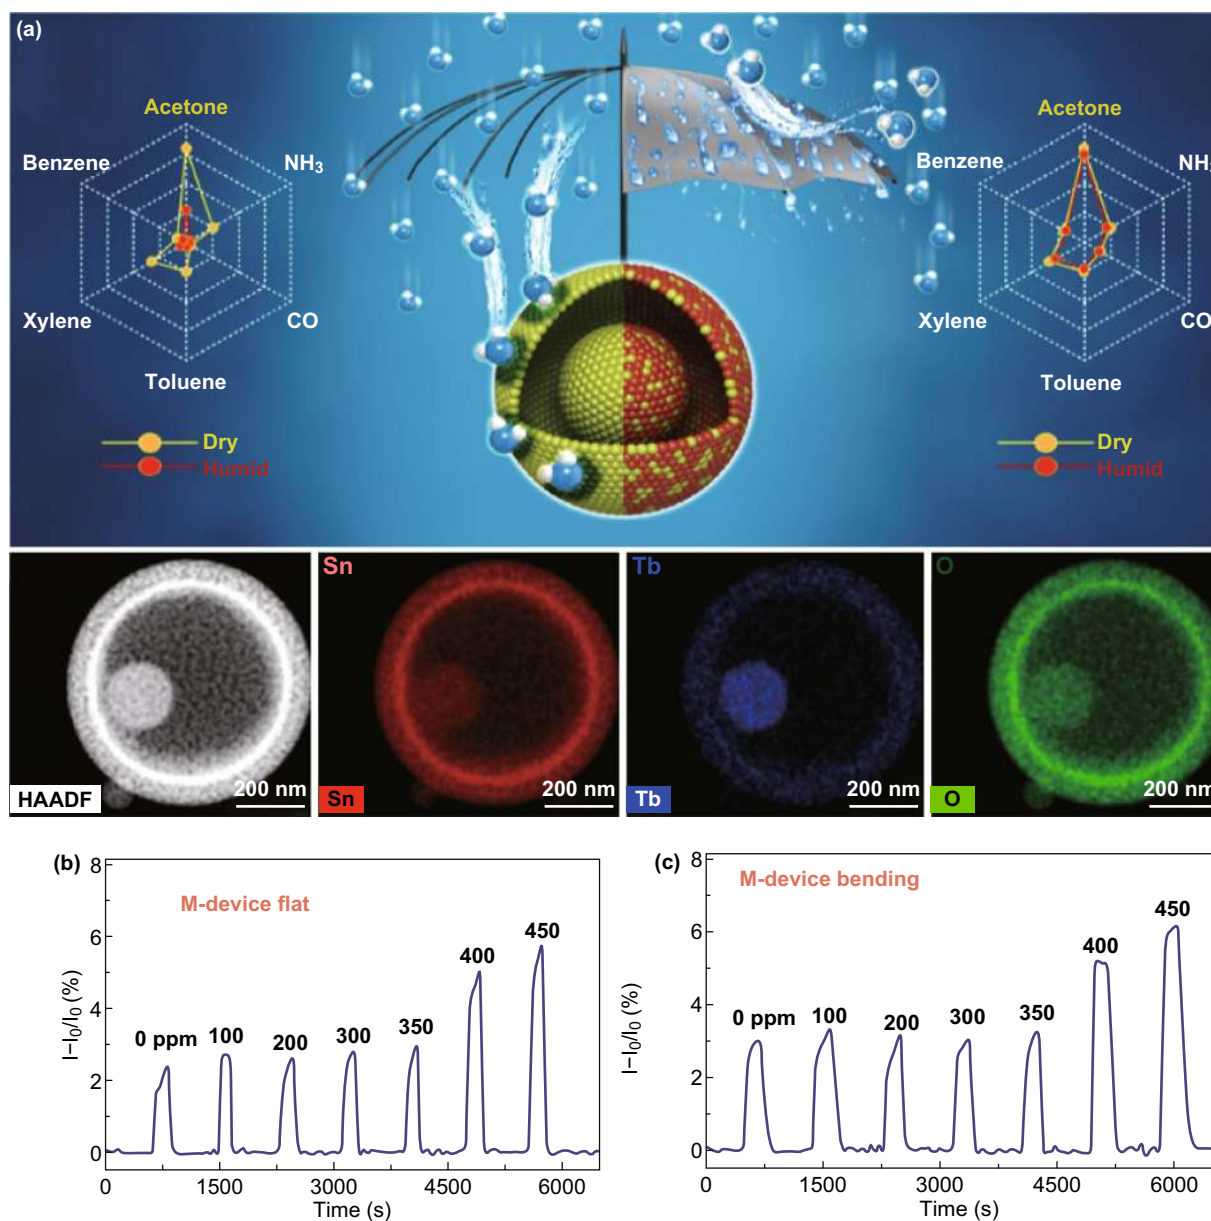 (a)
Acetone
Benzene
NH3
Xylene
CO
Toluene
Dry
Humid
Acetone
Benzene
NH3
Xylene
CO
Toluene
Dry
Humid
HAADF
200 nm
Sn
Sn
200 nm
Tb
Tb
200 nm
O
O
200 nm
(b)
M-device flat
I−I0/I0 (%)
8
6
4
2
0
0 ppm
100
200
300
350
400
450
0
1500
3000
4500
6000
Time (s)
(c)
M-device bending
I−I0/I0 (%)
8
6
4
2
0
0 ppm
100
200
300
350
400
450
0
1500
3000
4500
6000
Time (s)